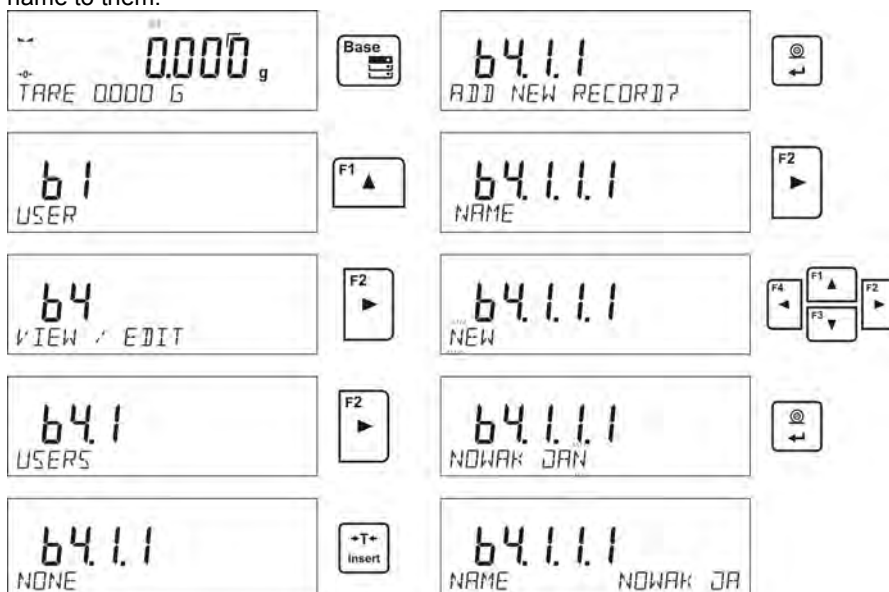 name to them.
0.000 g
TARE 0.000 G
Base
b1
USER
F1
b4
VIEW / EDIT
F2
b4.1
USERS
F2
b4.1.1
NONE
→T←
Insert
b4.1.1
ADD NEW RECORD?
b4.1.1.1
NAME
F2
b4.1.1.1
NEW
F4 F1 F2
F3
b4.1.1.1
NOWAK JAN
b4.1.1.1
NAME NOWAK JA